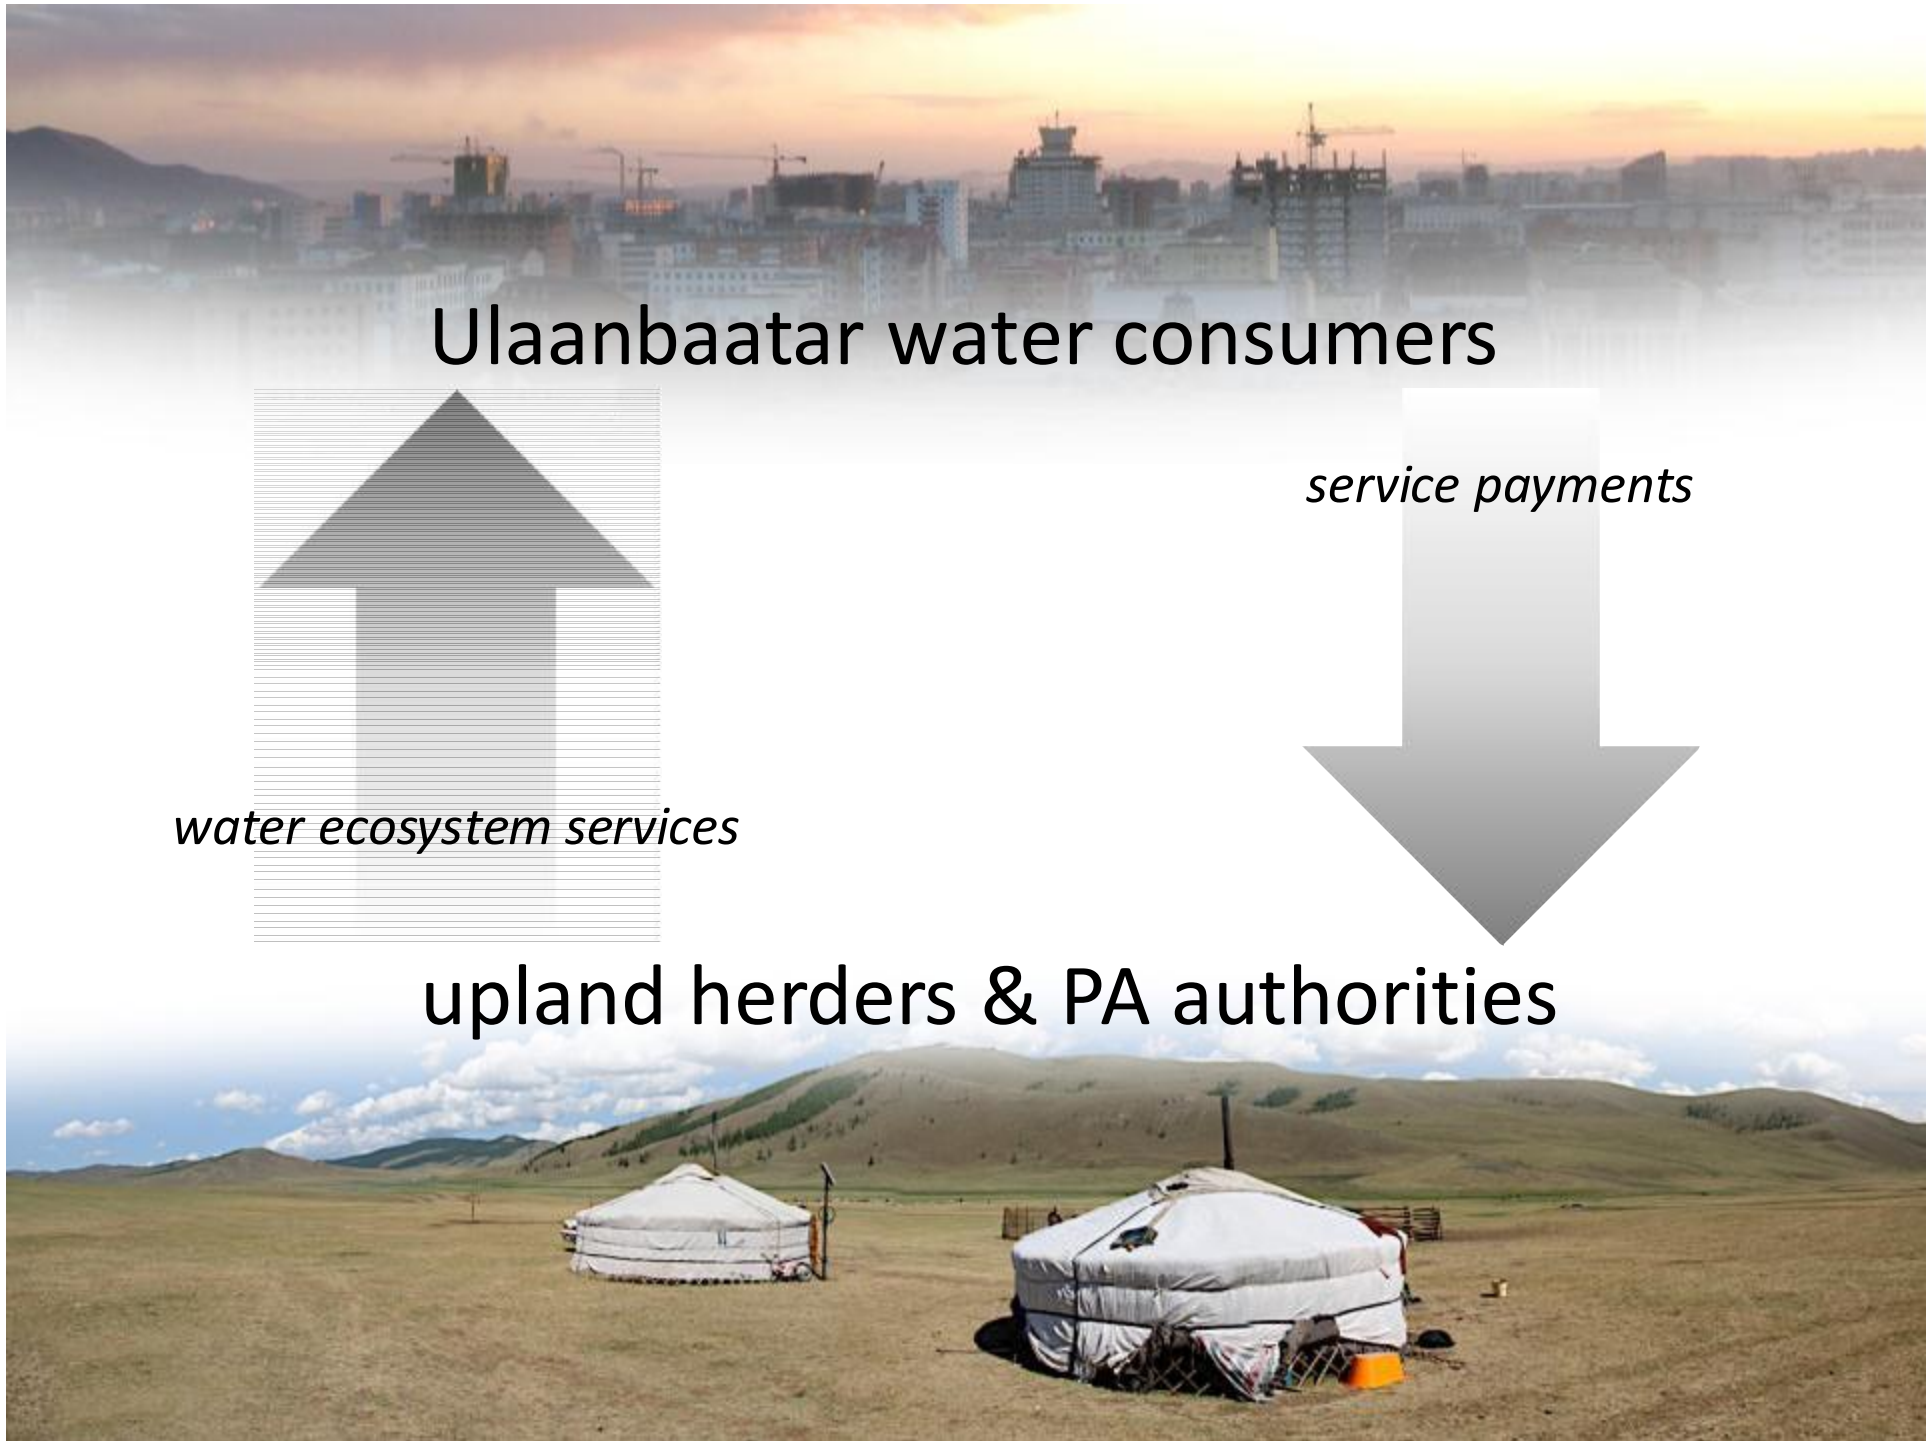 Ulaanbaatar water consumers
service payments
water ecosystem services
upland herders & PA authorities